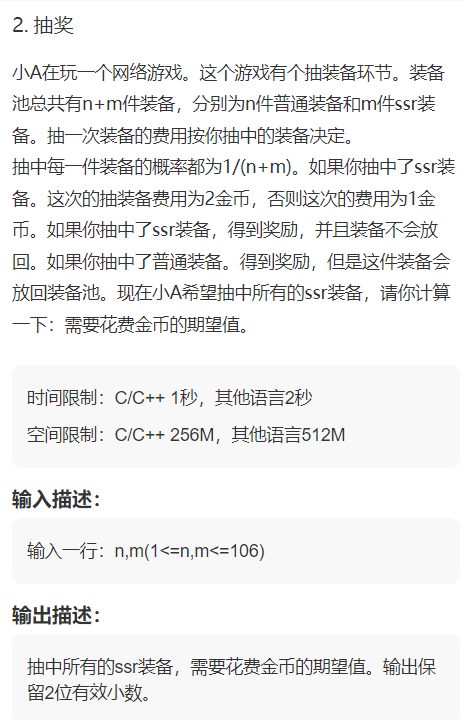 2. 抽奖
小A在玩一个网络游戏。这个游戏有个抽装备环节。装备
池总共有n+m件装备，分别为n件普通装备和m件ssr装
备。抽一次装备的费用按你抽中的装备决定。
抽中每一件装备的概率都为1/(n+m)。如果你抽中了ssr装
备。这次的抽装备费用为2金币，否则这次的费用为1金
币。如果你抽中了ssr装备，得到奖励，并且装备不会放
回。如果你抽中了普通装备。得到奖励，但是这件装备会
放回装备池。现在小A希望抽中所有的ssr装备，请你计算
一下：需要花费金币的期望值。
时间限制：C/C++ 1秒，其他语言2秒
空间限制：C/C++ 256M，其他语言512M
输入描述：
输入一行：n,m(1<=n,m<=106)
输出描述：
抽中所有的ssr装备，需要花费金币的期望值。输出保
留2位有效小数。